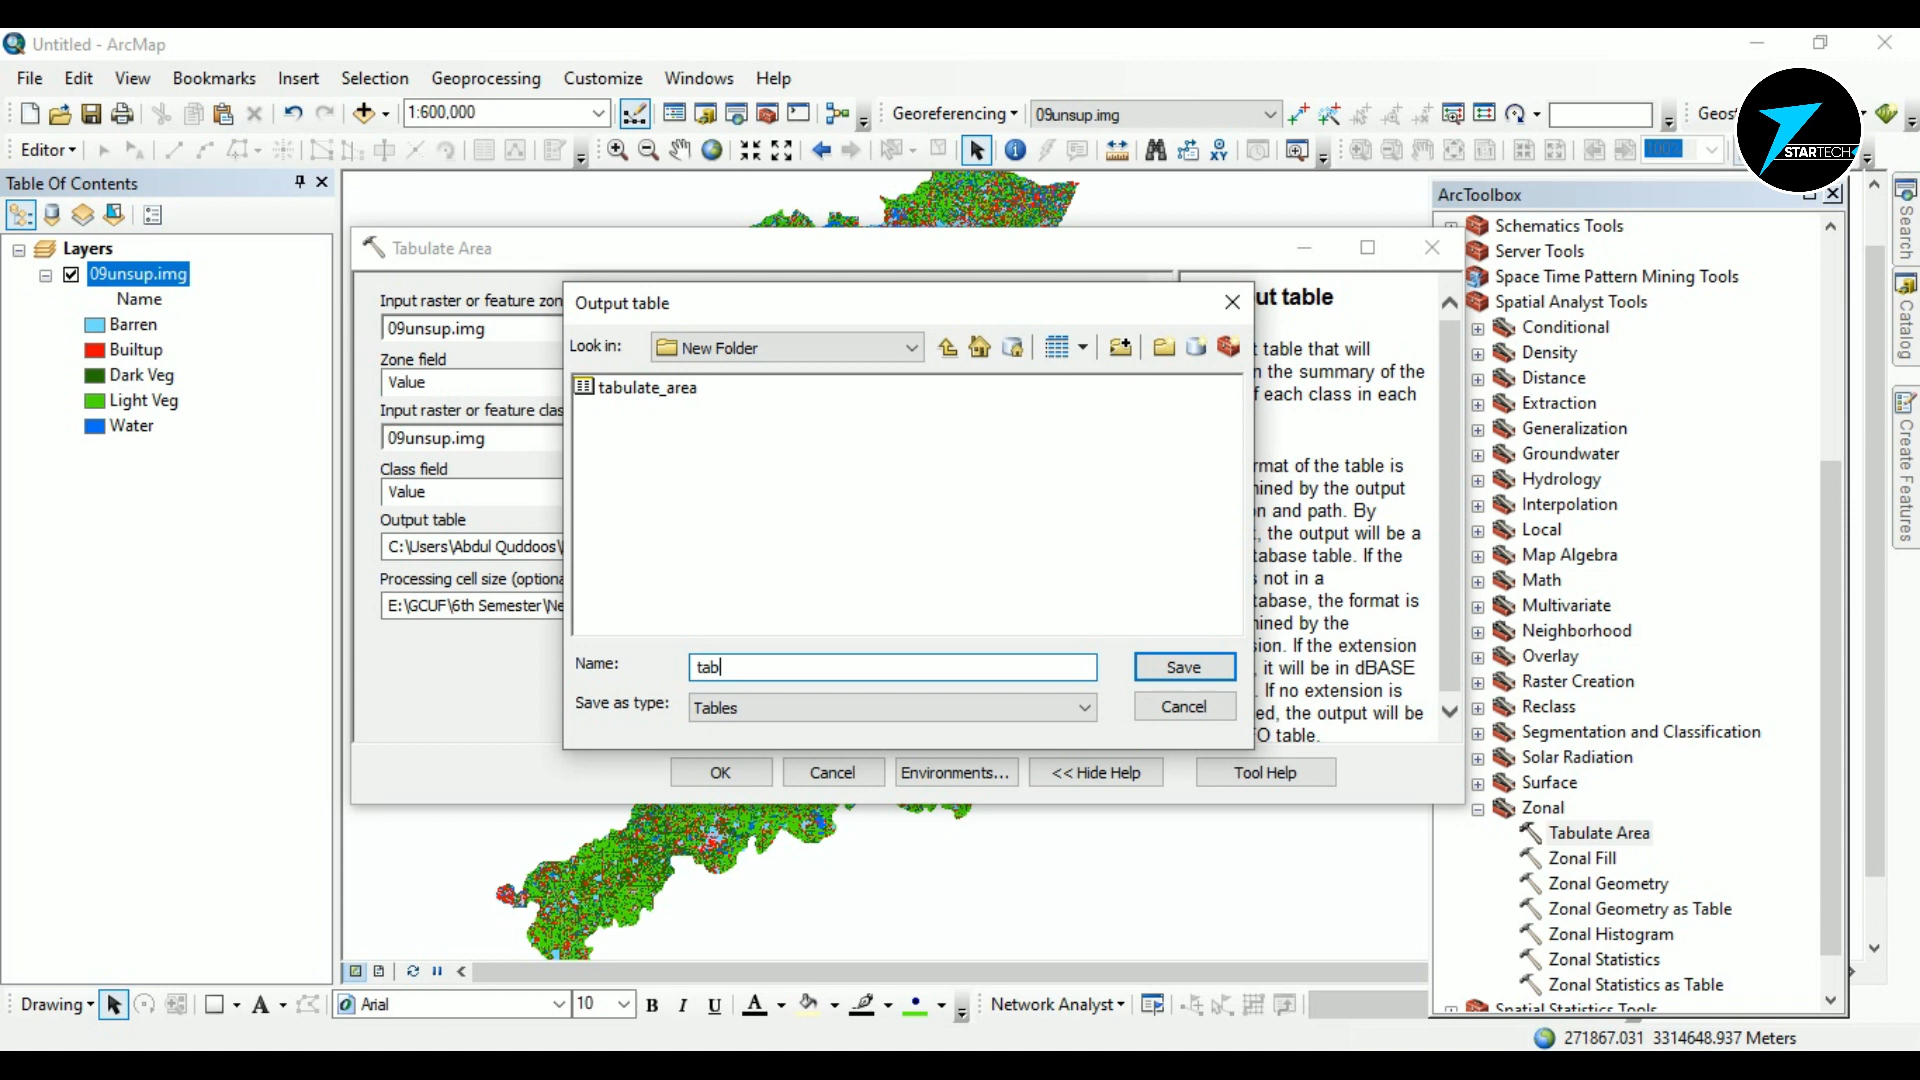 Untitled - ArcMap
File Edit View Bookmarks Insert Selection Geoprocessing Customize Windows Help
1:600,000 Georeferencing 09unsup.img
STARTECH
Editor 100%
Table Of Contents
Layers
09unsup.img
Name
Barren
Builtup
Dark Veg
Light Veg
Water
Tabulate Area
Input raster or feature zon
09unsup.img
Zone field
Value
Input raster or feature clas
09unsup.img
Class field
Value
Output table
C:\Users\Abdul Quddoos\
Processing cell size (optiona
E:\GCUF\6th Semester\Ne
Output table
Look in: New Folder
tabulate_area
Name: tab
Save
Save as type: Tables
Cancel
ut table
t table that will
n the summary of the
f each class in each
rmat of the table is
ined by the output
n and path. By
, the output will be a
tabase table. If the
s not in a
tabase, the format is
ined by the
sion. If the extension
, it will be in dBASE
. If no extension is
ed, the output will be
O table.
OK Cancel Environments... << Hide Help Tool Help
ArcToolbox
Schematics Tools
Server Tools
Space Time Pattern Mining Tools
Spatial Analyst Tools
Conditional
Density
Distance
Extraction
Generalization
Groundwater
Hydrology
Interpolation
Local
Map Algebra
Math
Multivariate
Neighborhood
Overlay
Raster Creation
Reclass
Segmentation and Classification
Solar Radiation
Surface
Zonal
Tabulate Area
Zonal Fill
Zonal Geometry
Zonal Geometry as Table
Zonal Histogram
Zonal Statistics
Zonal Statistics as Table
Spatial Statistics Tools
Search
Catalog
Create Features
Drawing A Arial 10 B I U A Network Analyst
271867.031 3314648.937 Meters